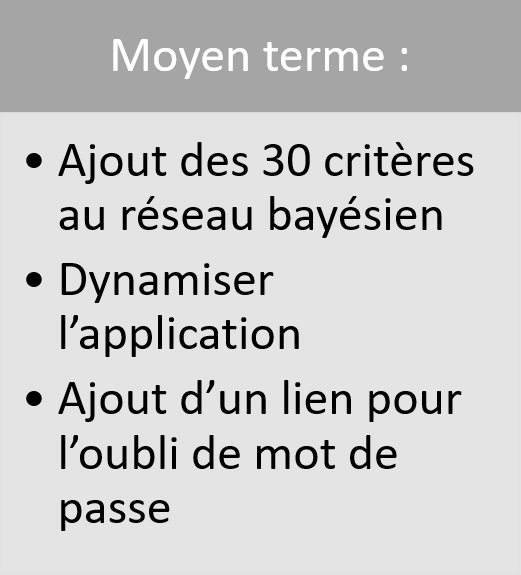 Moyen terme :
• Ajout des 30 critères
au réseau bayésien
• Dynamiser
l’application
• Ajout d’un lien pour
l’oubli de mot de
passe